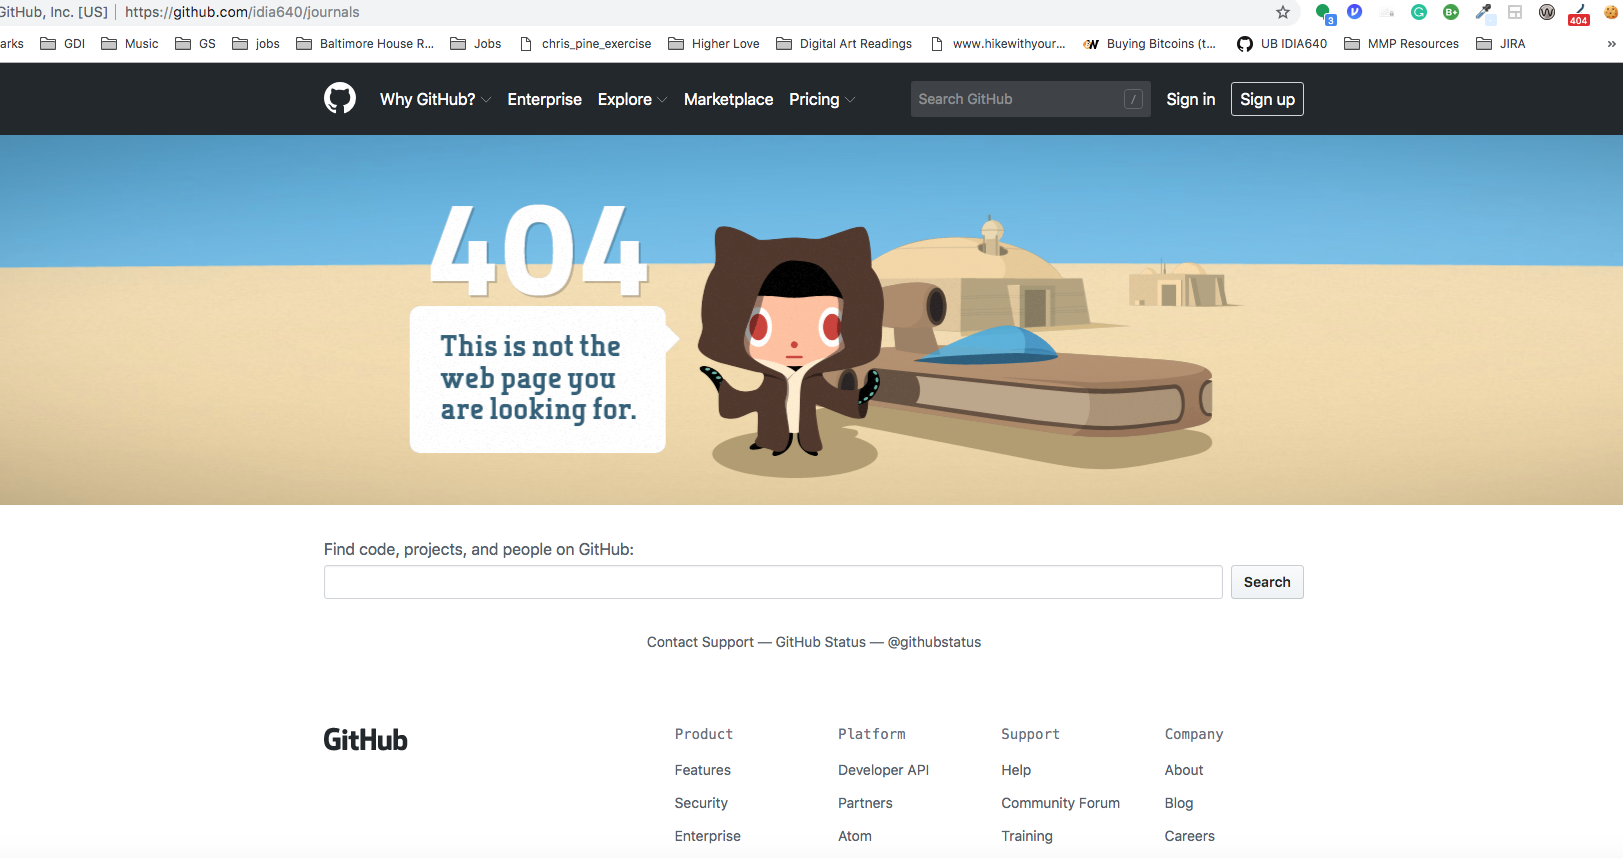 GitHub, Inc. [US] | https://github.com/idia640/journals
3
B+
W
404
arks GDI Music GS jobs Baltimore House R... Jobs chris_pine_exercise Higher Love Digital Art Readings www.hikewithyour... Buying Bitcoins (t... UB IDIA640 MMP Resources JIRA »
Why GitHub? Enterprise Explore Marketplace Pricing Search GitHub / Sign in Sign up
404
This is not the
web page you
are looking for.
Find code, projects, and people on GitHub:
Search
Contact Support — GitHub Status — @githubstatus
GitHub
Product Platform Support Company
Features Developer API Help About
Security Partners Community Forum Blog
Enterprise Atom Training Careers